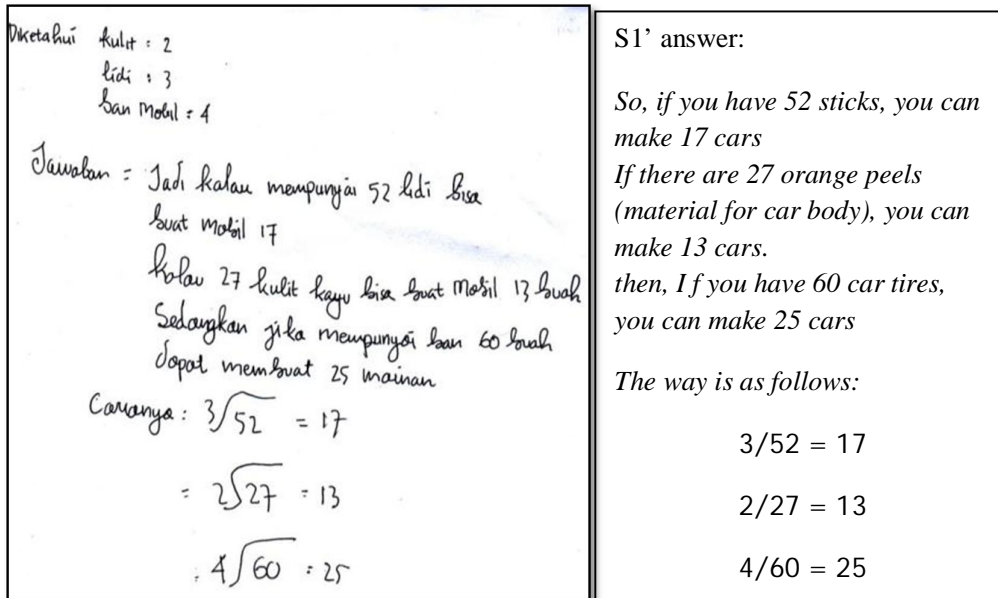 Diketahui kulit : 2
lidi : 3
ban mobil = 4
Jawaban = Jadi kalau mempunyai 52 lidi bisa
buat mobil 17
kalau 27 kulit kayu bisa buat mobil 13 buah
Sedangkan jika mempunyai ban 60 buah
dapat membuat 25 mainan
Caranya : 3√52 = 17
= 2√27 = 13
: 4√60 : 25
S1’ answer:
So, if you have 52 sticks, you can
make 17 cars
If there are 27 orange peels
(material for car body), you can
make 13 cars.
then, I f you have 60 car tires,
you can make 25 cars
The way is as follows:
3/52 = 17
2/27 = 13
4/60 = 25